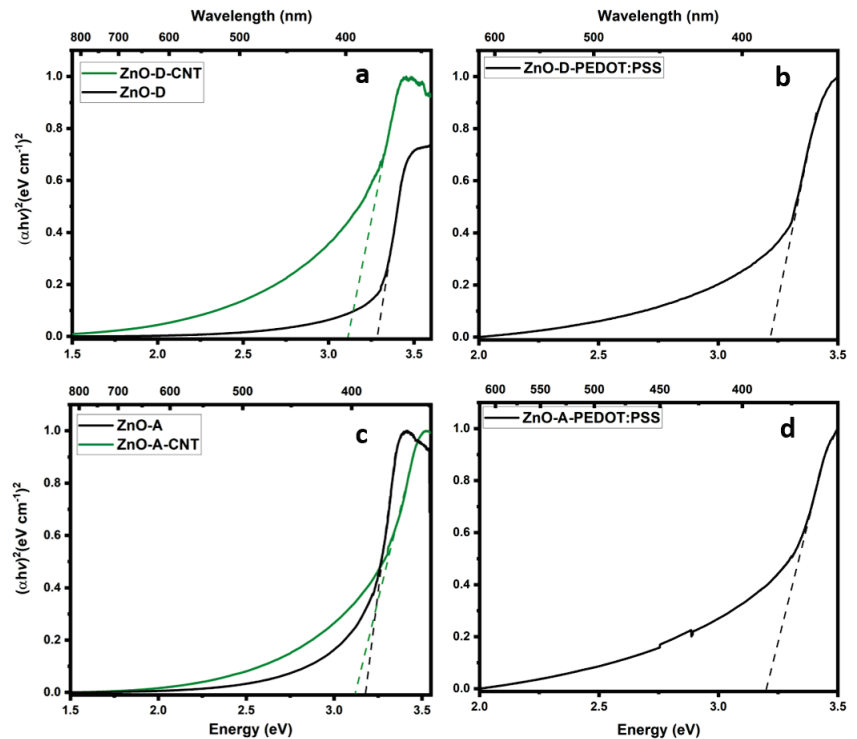 Wavelength (nm)
800 700 600 500 400
ZnO-D-CNT
ZnO-D
a
1.0
0.8
0.6
0.4
0.2
0.0
(αhν)²(eV cm⁻¹)²
1.5 2.0 2.5 3.0 3.5
Wavelength (nm)
600 550 500 450 400
ZnO-D-PEDOT:PSS
b
1.0
0.8
0.6
0.4
0.2
0.0
2.0 2.5 3.0 3.5
800 700 600 500 400
ZnO-A
ZnO-A-CNT
c
1.0
0.8
0.6
0.4
0.2
0.0
(αhν)²(eV cm⁻¹)²
1.5 2.0 2.5 3.0 3.5
Energy (eV)
600 550 500 450 400
ZnO-A-PEDOT:PSS
d
1.0
0.8
0.6
0.4
0.2
0.0
2.0 2.5 3.0 3.5
Energy (eV)